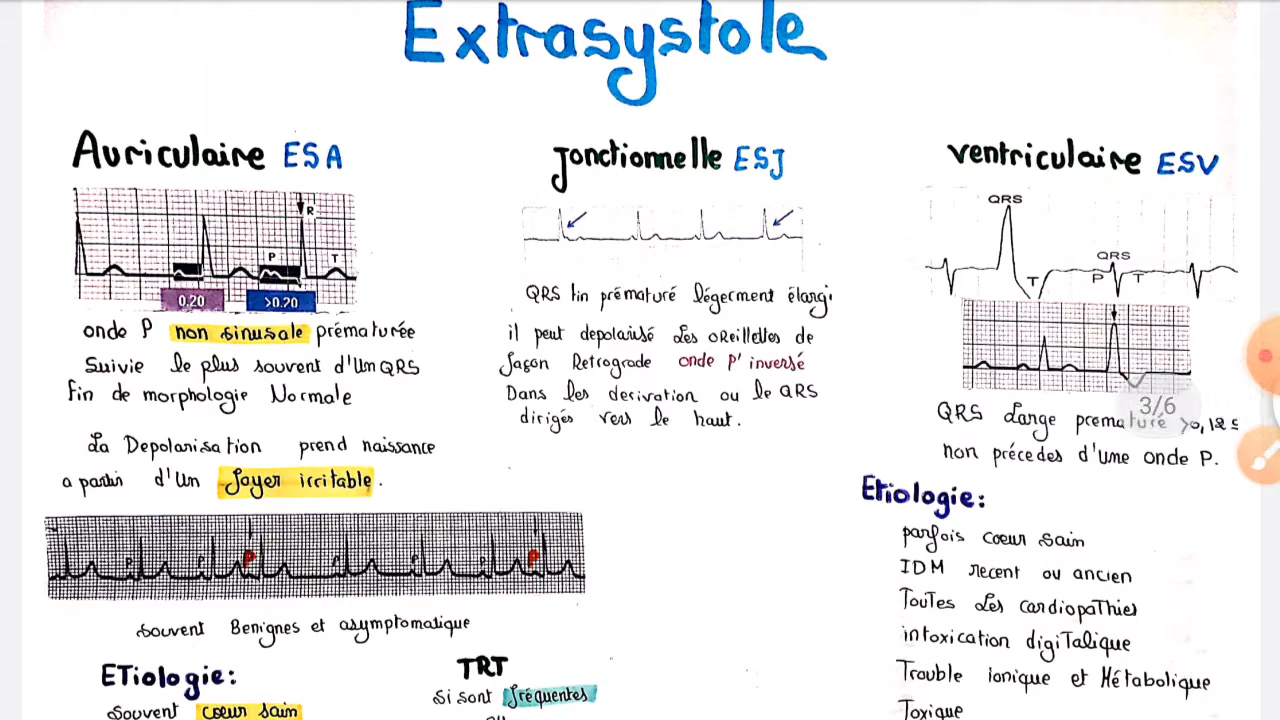 Extrasystole
Auriculaire ESA
R
P
T
0.20
>0.20
onde P non sinusale prématurée
Suivie le plus souvent d'Un QRS
Fin de morphologie Normale
La Depolarisation prend naissance
a partir d'Un foyer irritable.
P
P
souvent Benignes et asymptomatique
ETiologie:
souvent coeur sain
TRT
si sont fréquentes
jonctionnelle ESJ
QRS fin prématuré légerment élargi
il peut depolarisé Les oreillettes de
façon Retrograde onde p' inversé
Dans les derivation ou le QRS
dirigés vers le haut.
ventriculaire ESV
QRS
T
QRS
P
T
3/6
QRS Large prematuré >0,12 s
non précedes d'une onde P.
Etiologie:
parfois coeur sain
IDM recent ou ancien
Toutes Les cardiopathies
intoxication digiTalique
Trouble ionique et Métabolique
Toxique